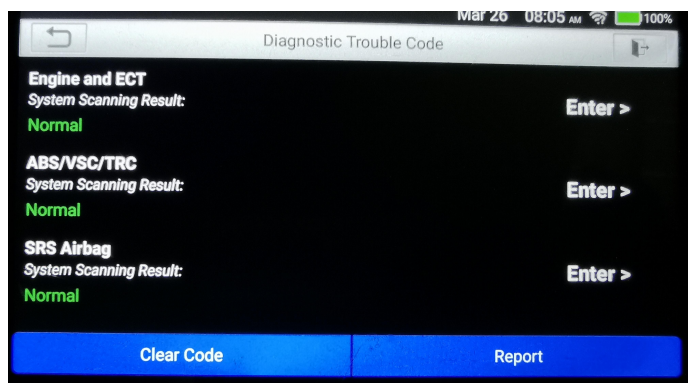 Mar 26 08:05 AM 100%
Diagnostic Trouble Code
Engine and ECT
System Scanning Result:
Enter >
Normal
ABS/VSC/TRC
System Scanning Result:
Enter >
Normal
SRS Airbag
System Scanning Result:
Enter >
Normal
Clear Code Report